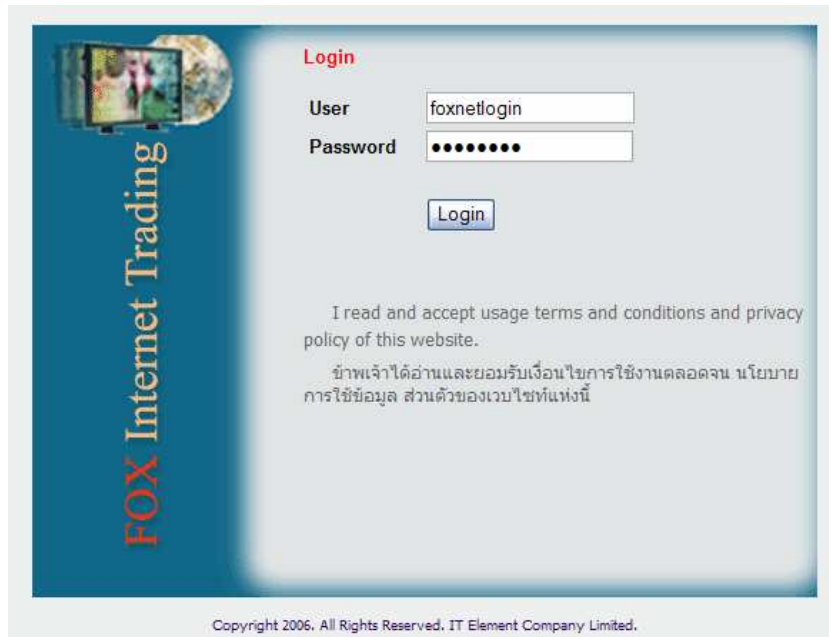 FOX Internet Trading
Login
User foxnetlogin
Password ●●●●●●●●
Login
I read and accept usage terms and conditions and privacy
policy of this website.
ข้าพเจ้าได้อ่านและยอมรับเงื่อนไขการใช้งานตลอดจน นโยบาย
การใช้ข้อมูล ส่วนตัวของเวบไซท์แห่งนี้
Copyright 2006. All Rights Reserved. IT Element Company Limited.